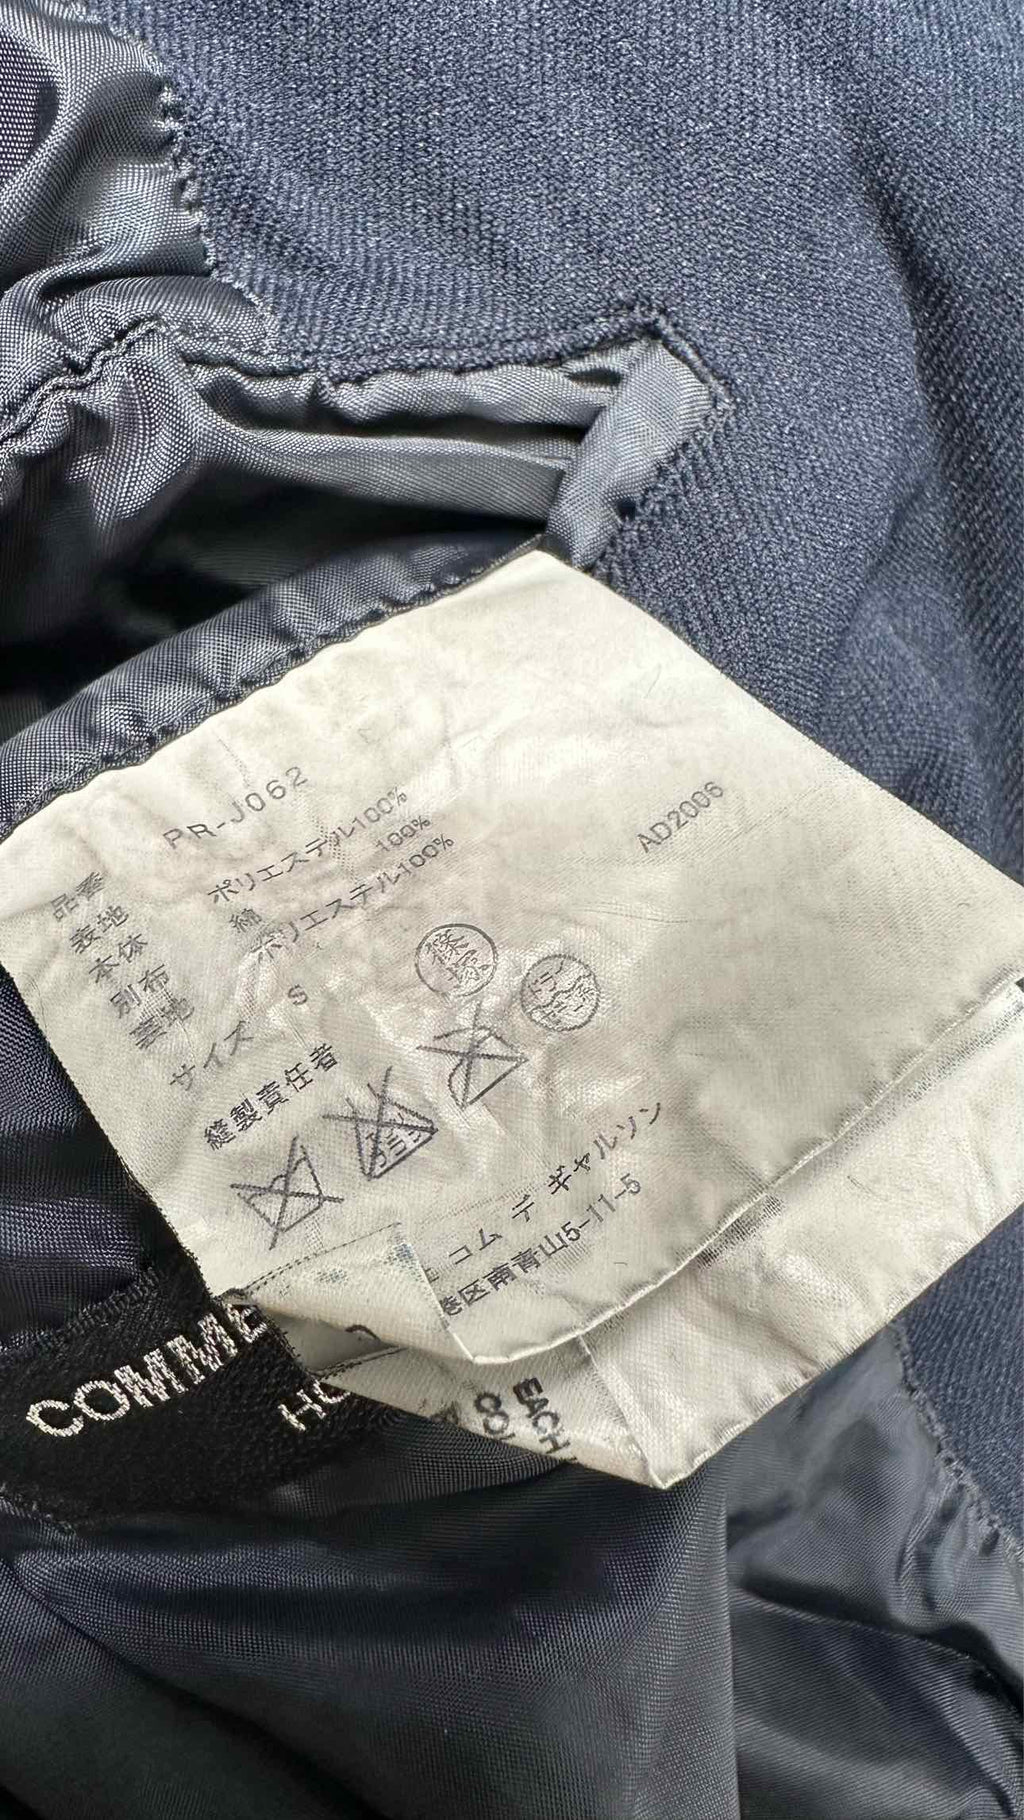 品番 PR-J062
表地
本体 ポリエステル100%
別布 綿 100%
裏地 ポリエステル100%
サイズ S
AD2006
縫製責任者
コム デ ギャルソン
港区南青山5-11-5
COMME
HO
EACH
CO